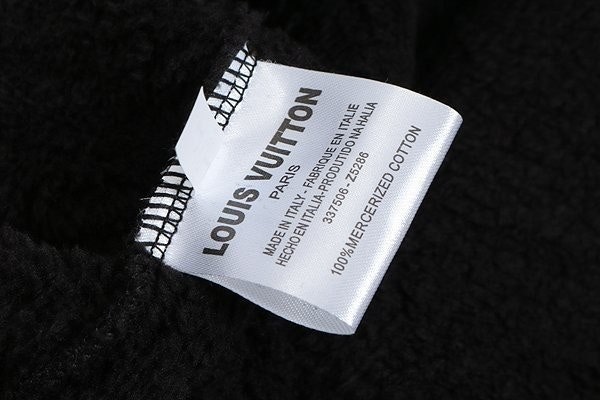 LOUIS VUITTON
PARIS
MADE IN ITALY - FABRIQUE EN ITALIE
HECHO EN ITALIA-PRODUTIDO NA HALIA
337506 - Z5286
100%MERCERIZED COTTON